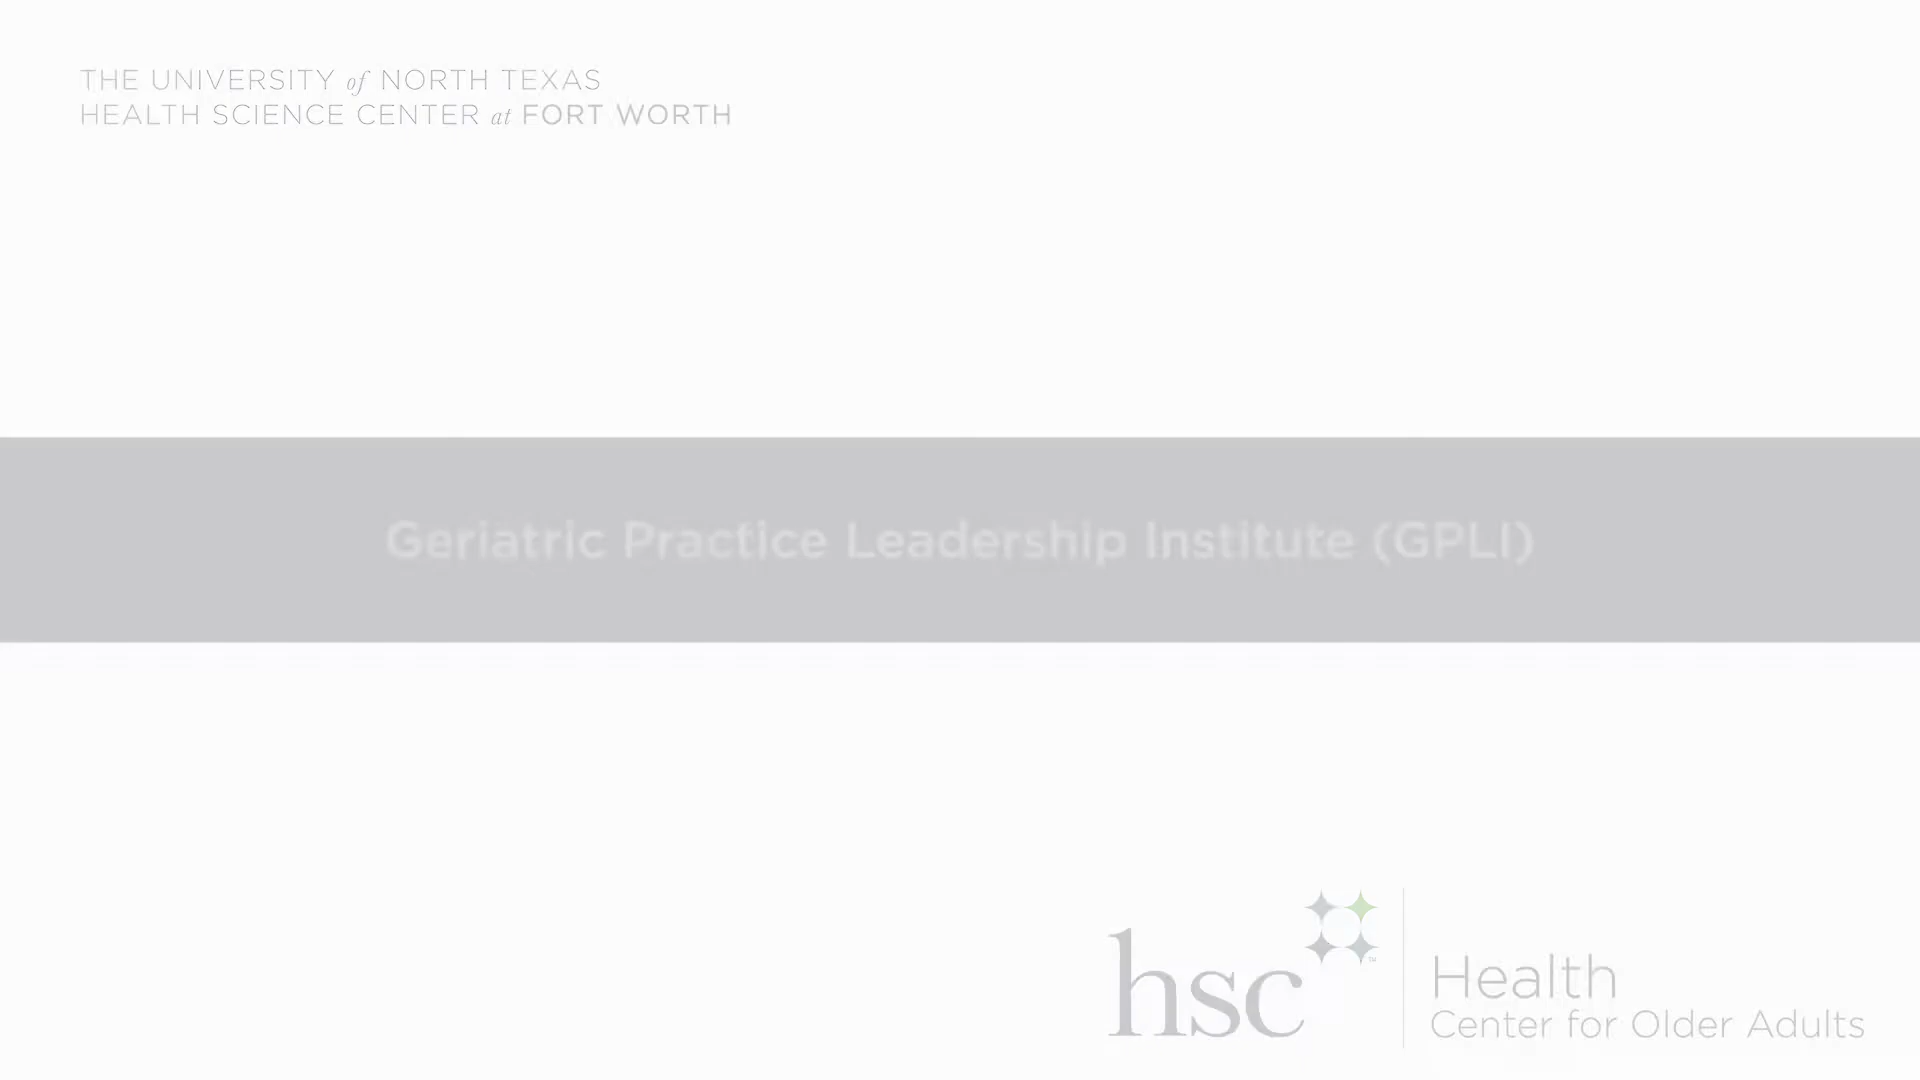 THE UNIVERSITY of NORTH TEXAS
HEALTH SCIENCE CENTER at FORT WORTH
Geriatric Practice Leadership Institute (GPLI)
hsc™
Health
Center for Older Adults